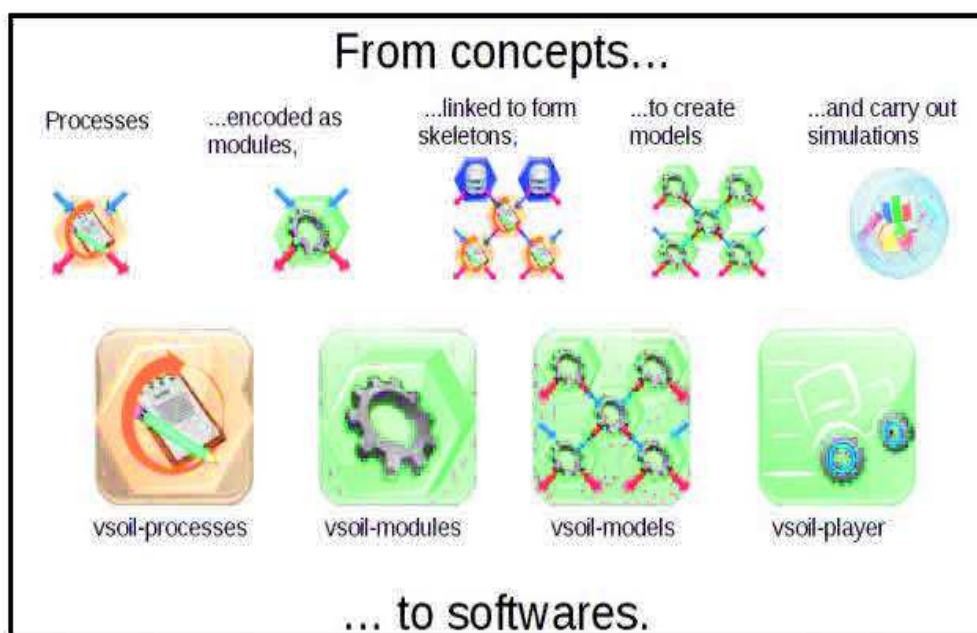 From concepts...
Processes
...encoded as
modules,
...linked to form
skeletons,
...to create
models
...and carry out
simulations
vsoil-processes
vsoil-modules
vsoil-models
vsoil-player
... to softwares.